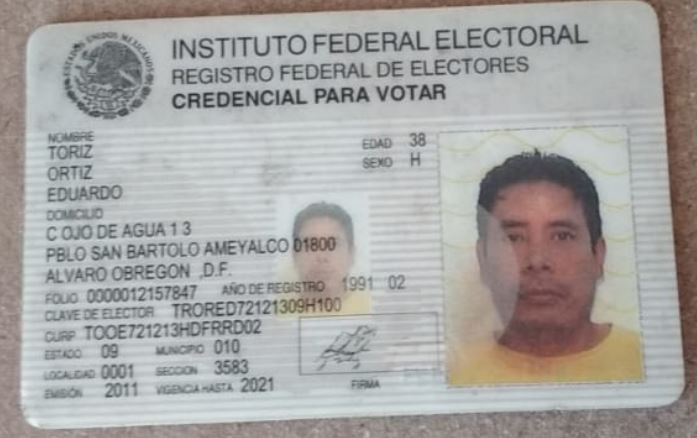 ESTADOS UNIDOS MEXICANOS
INSTITUTO FEDERAL ELECTORAL
REGISTRO FEDERAL DE ELECTORES
CREDENCIAL PARA VOTAR
NOMBRE
TORIZ
ORTIZ
EDUARDO
EDAD 38
SEXO H
DOMICILIO
C OJO DE AGUA 1 3
PBLO SAN BARTOLO AMEYALCO 01800
ALVARO OBREGON ,D.F.
FOLIO 0000012157847 AÑO DE REGISTRO 1991 02
CLAVE DE ELECTOR TRORED72121309H100
CURP TOOE721213HDFRRD02
ESTADO 09 MUNICIPIO 010
LOCALIDAD 0001 SECCION 3583
EMISIÓN 2011 VIGENCIA HASTA 2021
FIRMA